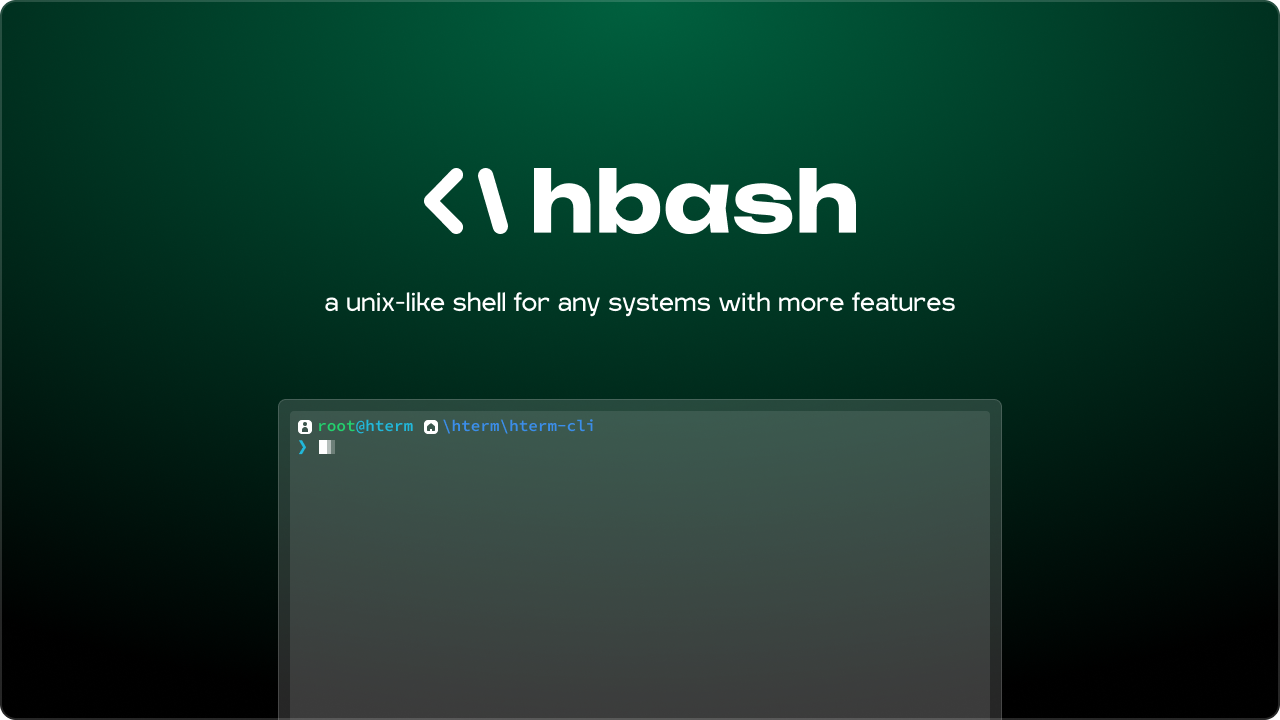 <\ hbash
a unix-like shell for any systems with more features
root@hterm \hterm\hterm-cli
❯